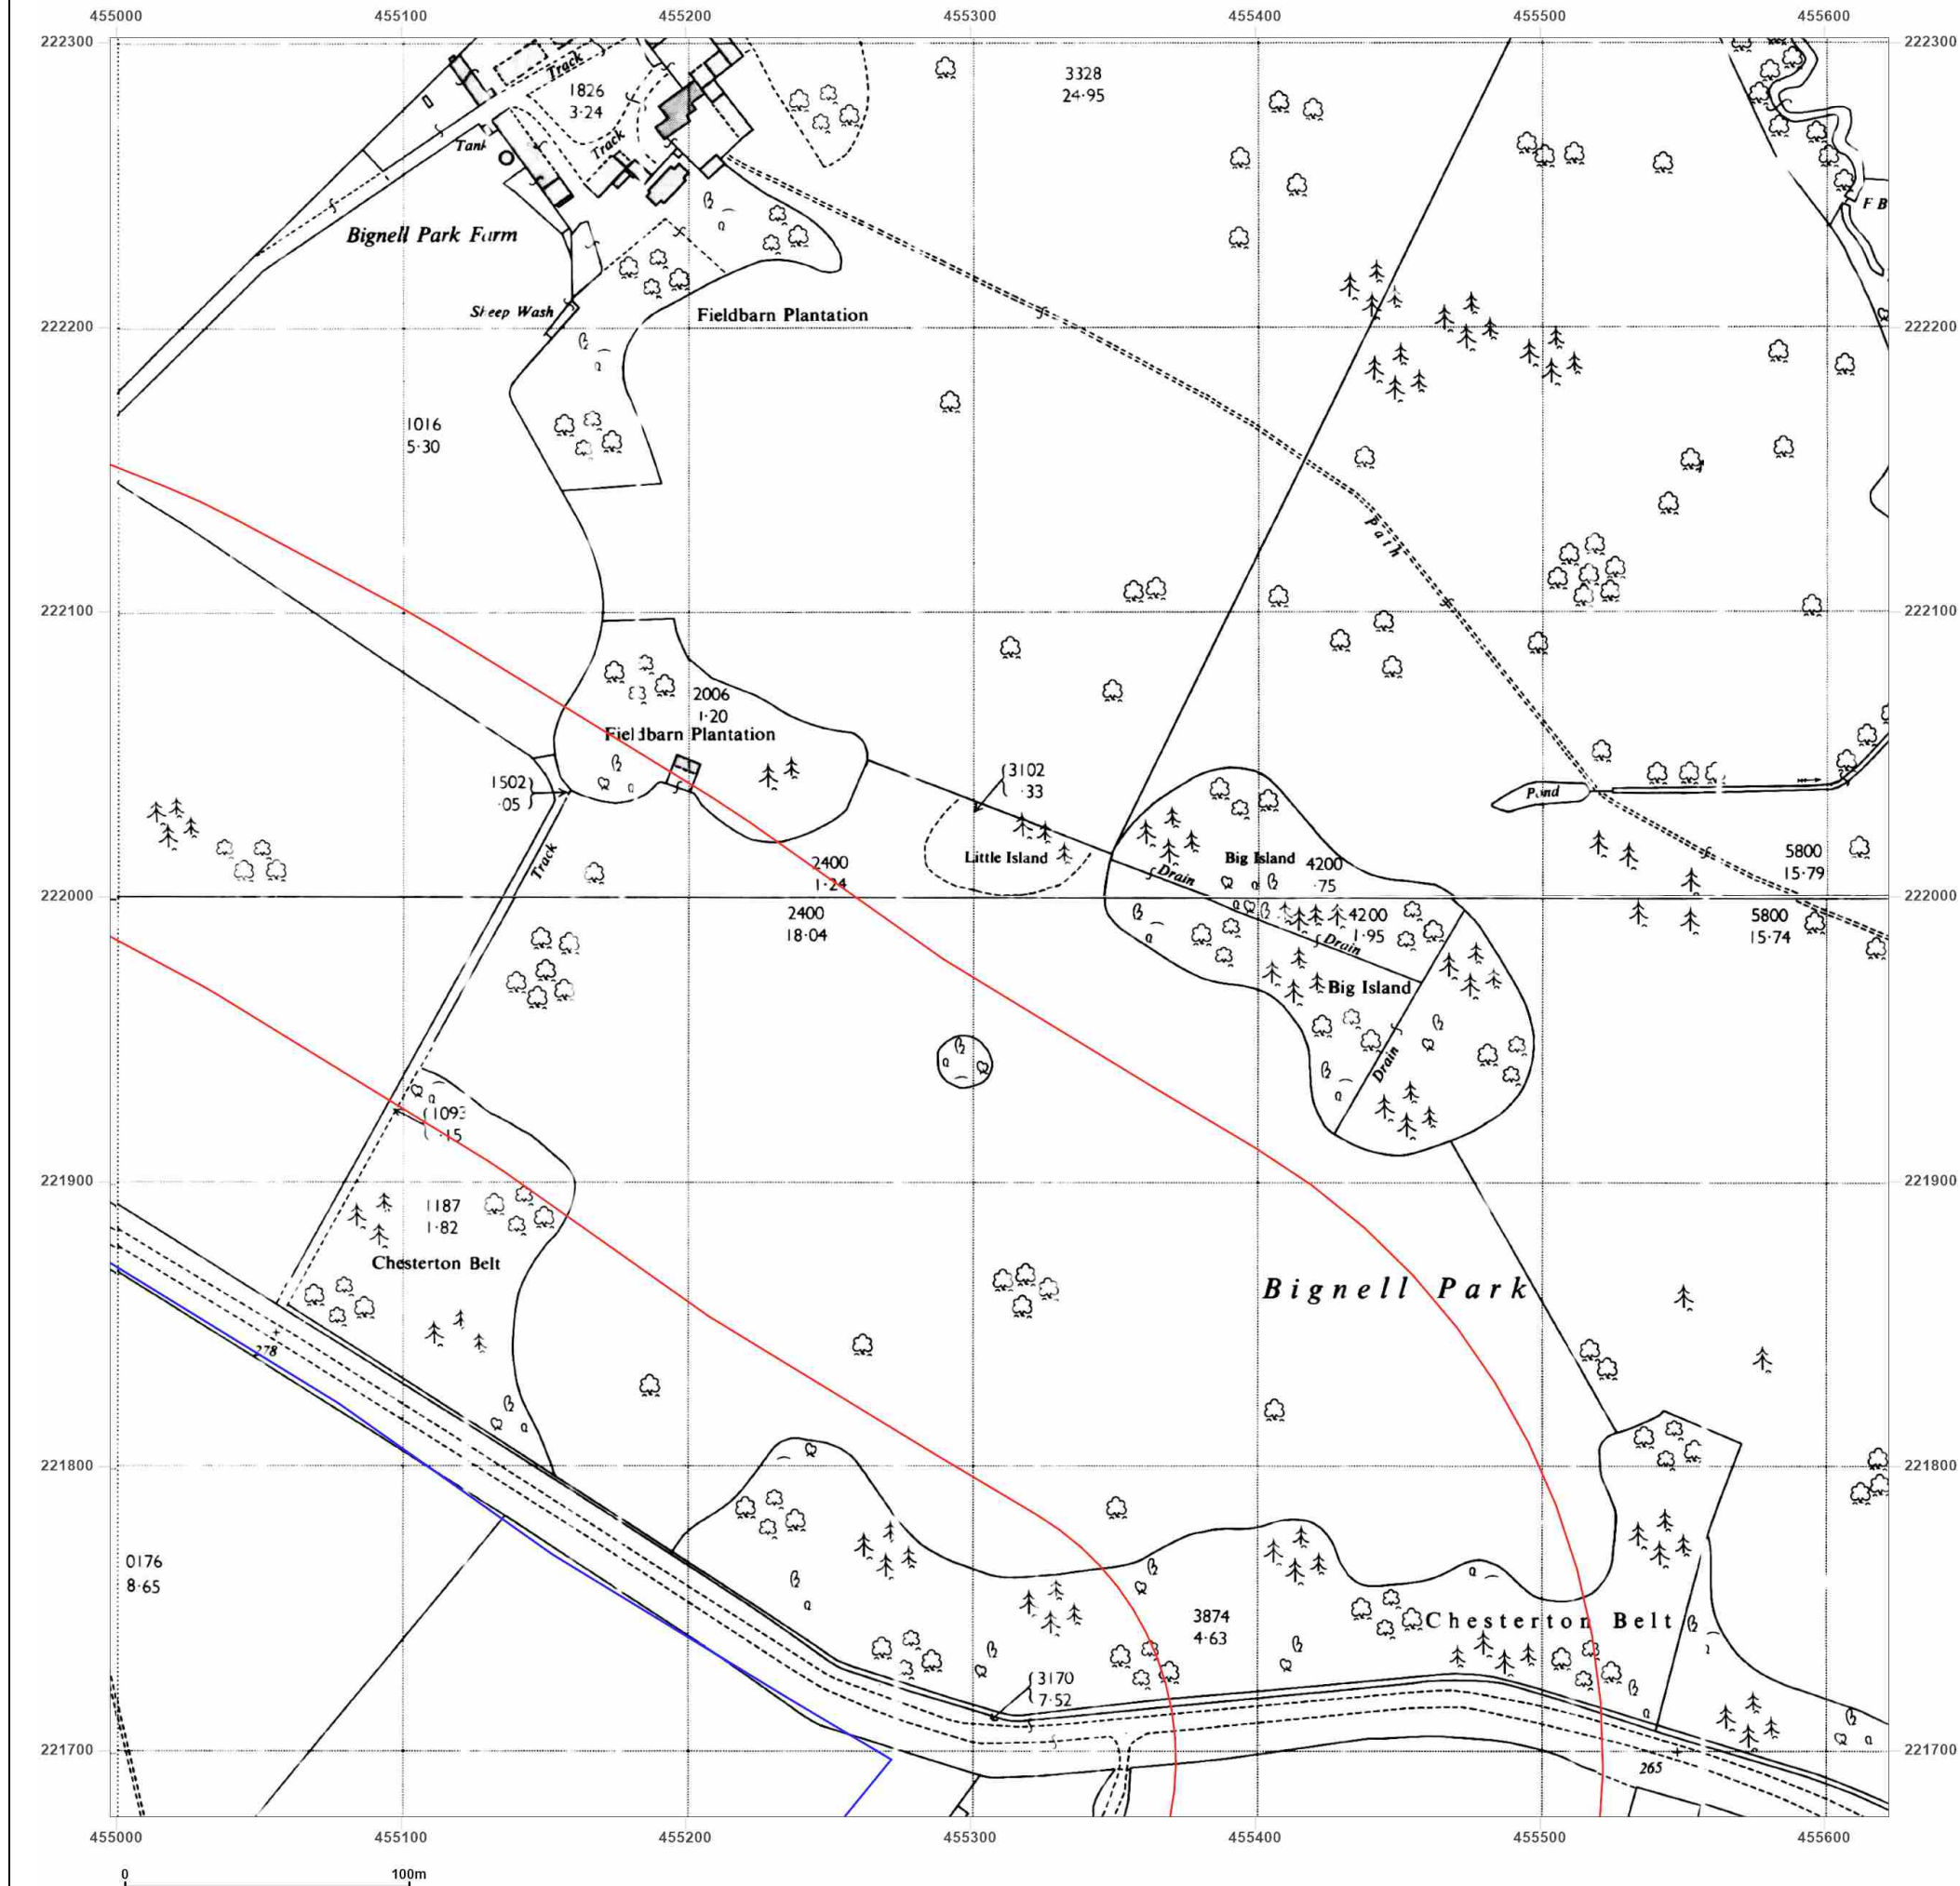 455000 455100 455200 455300 455400 455500 455600
222300 222300
Track
1826
3·24
3328
24·95
Tank
Track
F B
Bignell Park Farm
Sheep Wash
Fieldbarn Plantation
222200 222200
1016
5·30
Path
222100 222100
2006
1·20
Fieldbarn Plantation
1502
·05
3102
·33
Pond
Track
2400
1·24
Little Island
Drain
Big Island
4200
·75
5800
15·79
222000 222000
2400
18·04
4200
1·95
Drain
5800
15·74
Big Island
Drain
1093
·15
221900 221900
1187
1·82
Chesterton Belt
Bignell Park
278
221800 221800
0176
8·65
3874
4·63
Chesterton Belt
3170
7·52
221700 221700
265
455000 455100 455200 455300 455400 455500 455600
0 100m